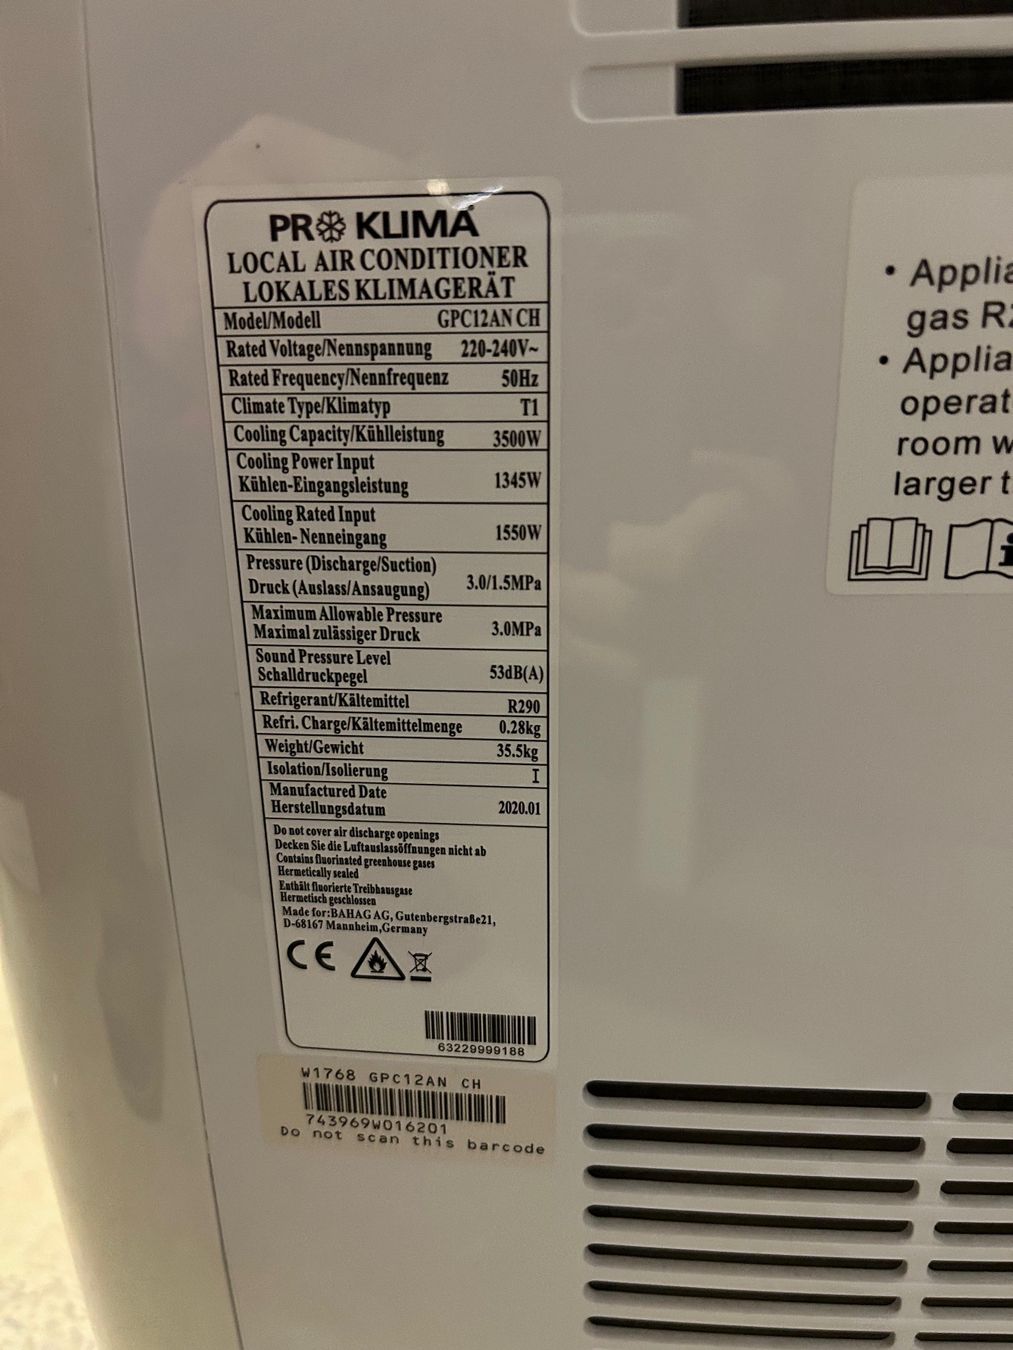 PRO KLIMA
LOCAL AIR CONDITIONER
LOKALES KLIMAGERÄT
Model/Modell GPC12AN CH
Rated Voltage/Nennspannung 220-240V~
Rated Frequency/Nennfrequenz 50Hz
Climate Type/Klimatyp T1
Cooling Capacity/Kühlleistung 3500W
Cooling Power Input
Kühlen-Eingangsleistung 1345W
Cooling Rated Input
Kühlen- Nenneingang 1550W
Pressure (Discharge/Suction)
Druck (Auslass/Ansaugung) 3.0/1.5MPa
Maximum Allowable Pressure
Maximal zulässiger Druck 3.0MPa
Sound Pressure Level
Schalldruckpegel 53dB(A)
Refrigerant/Kältemittel R290
Refri. Charge/Kältemittelmenge 0.28kg
Weight/Gewicht 35.5kg
Isolation/Isolierung I
Manufactured Date
Herstellungsdatum 2020.01
Do not cover air discharge openings
Decken Sie die Luftauslassöffnungen nicht ab
Contains fluorinated greenhouse gases
Hermetically sealed
Enthält fluorierte Treibhausgase
Hermetisch geschlossen
Made for:BAHAG AG, Gutenbergstraße21,
D-68167 Mannheim,Germany
CE
63229999188
W1768 GPC12AN CH
743969W016201
Do not scan this barcode
• Applia
gas R2
• Applia
operat
room w
larger t